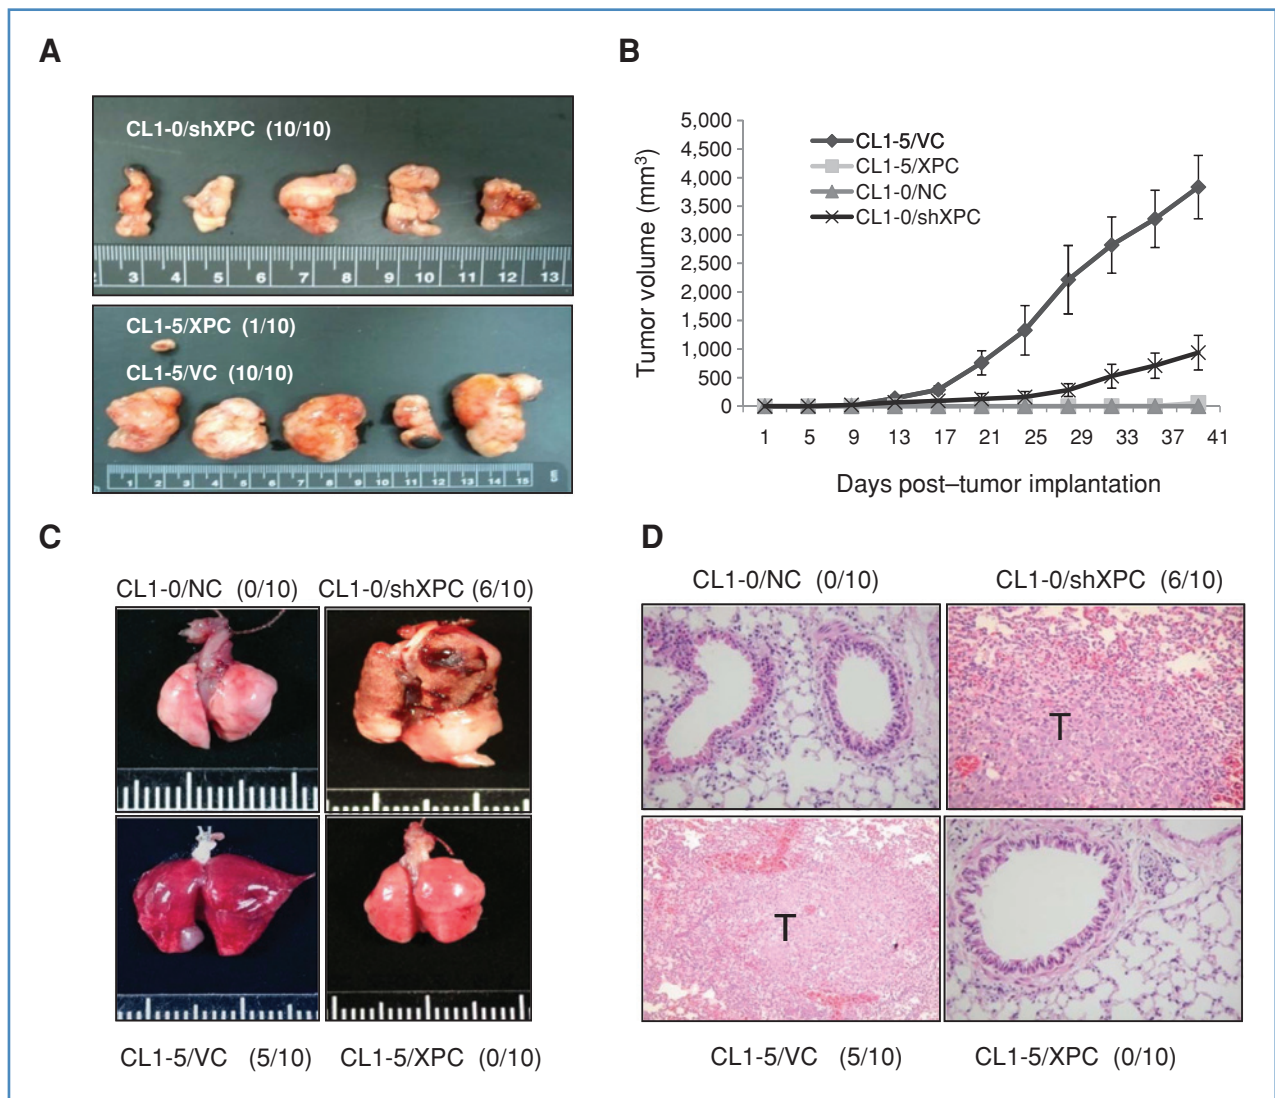 A
CL1-0/shXPC (10/10)
3 4 5 6 7 8 9 10 11 12 13
CL1-5/XPC (1/10)
CL1-5/VC (10/10)
1 2 3 4 5 6 7 8 9 10 11 12 13 14 15
B
Tumor volume (mm³)
5,000
4,500
4,000
3,500
3,000
2,500
2,000
1,500
1,000
500
0
CL1-5/VC
CL1-5/XPC
CL1-0/NC
CL1-0/shXPC
1 5 9 13 17 21 25 29 33 37 41
Days post–tumor implantation
C
CL1-0/NC (0/10) CL1-0/shXPC (6/10)
CL1-5/VC (5/10) CL1-5/XPC (0/10)
D
CL1-0/NC (0/10) CL1-0/shXPC (6/10)
T
T
CL1-5/VC (5/10) CL1-5/XPC (0/10)